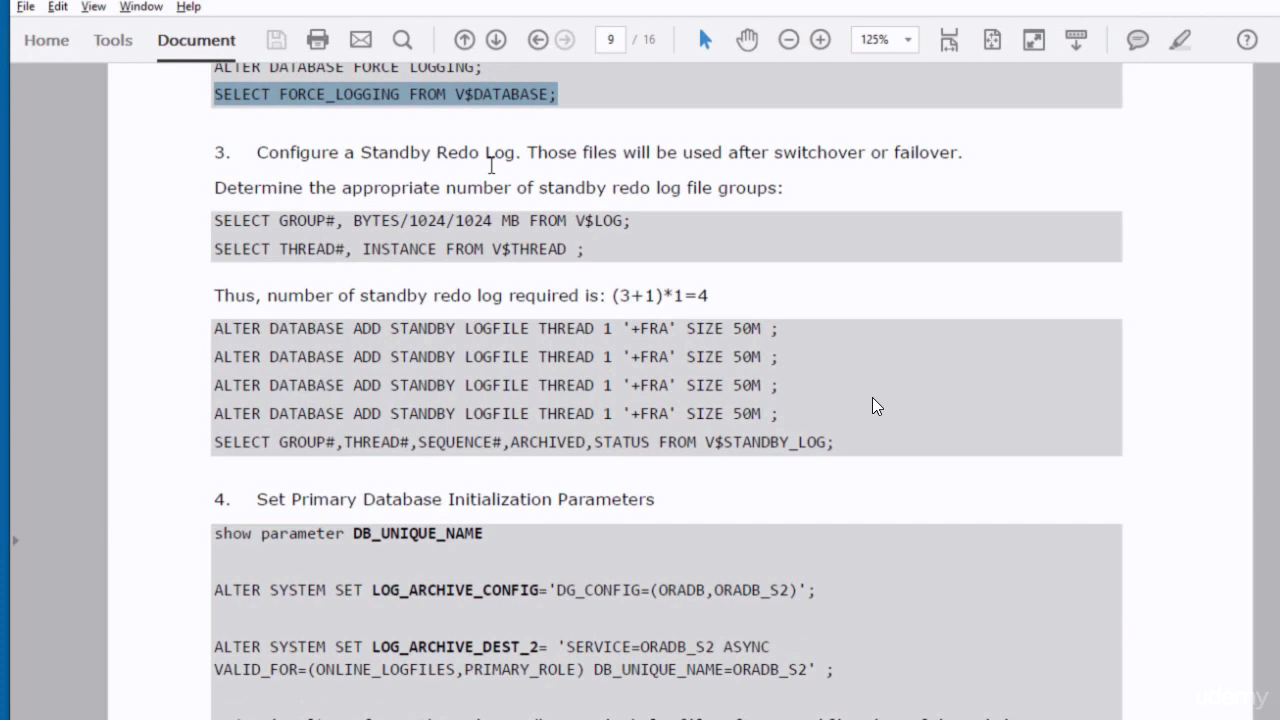 File Edit View Window Help
Home Tools Document 9 / 16 125%
ALTER DATABASE FORCE LOGGING;
SELECT FORCE_LOGGING FROM V$DATABASE;
3. Configure a Standby Redo Log. Those files will be used after switchover or failover.
Determine the appropriate number of standby redo log file groups:
SELECT GROUP#, BYTES/1024/1024 MB FROM V$LOG;
SELECT THREAD#, INSTANCE FROM V$THREAD ;
Thus, number of standby redo log required is: (3+1)*1=4
ALTER DATABASE ADD STANDBY LOGFILE THREAD 1 '+FRA' SIZE 50M ;
ALTER DATABASE ADD STANDBY LOGFILE THREAD 1 '+FRA' SIZE 50M ;
ALTER DATABASE ADD STANDBY LOGFILE THREAD 1 '+FRA' SIZE 50M ;
ALTER DATABASE ADD STANDBY LOGFILE THREAD 1 '+FRA' SIZE 50M ;
SELECT GROUP#,THREAD#,SEQUENCE#,ARCHIVED,STATUS FROM V$STANDBY_LOG;
4. Set Primary Database Initialization Parameters
show parameter DB_UNIQUE_NAME
ALTER SYSTEM SET LOG_ARCHIVE_CONFIG='DG_CONFIG=(ORADB,ORADB_S2)';
ALTER SYSTEM SET LOG_ARCHIVE_DEST_2= 'SERVICE=ORADB_S2 ASYNC
VALID_FOR=(ONLINE_LOGFILES,PRIMARY_ROLE) DB_UNIQUE_NAME=ORADB_S2' ;
udemy